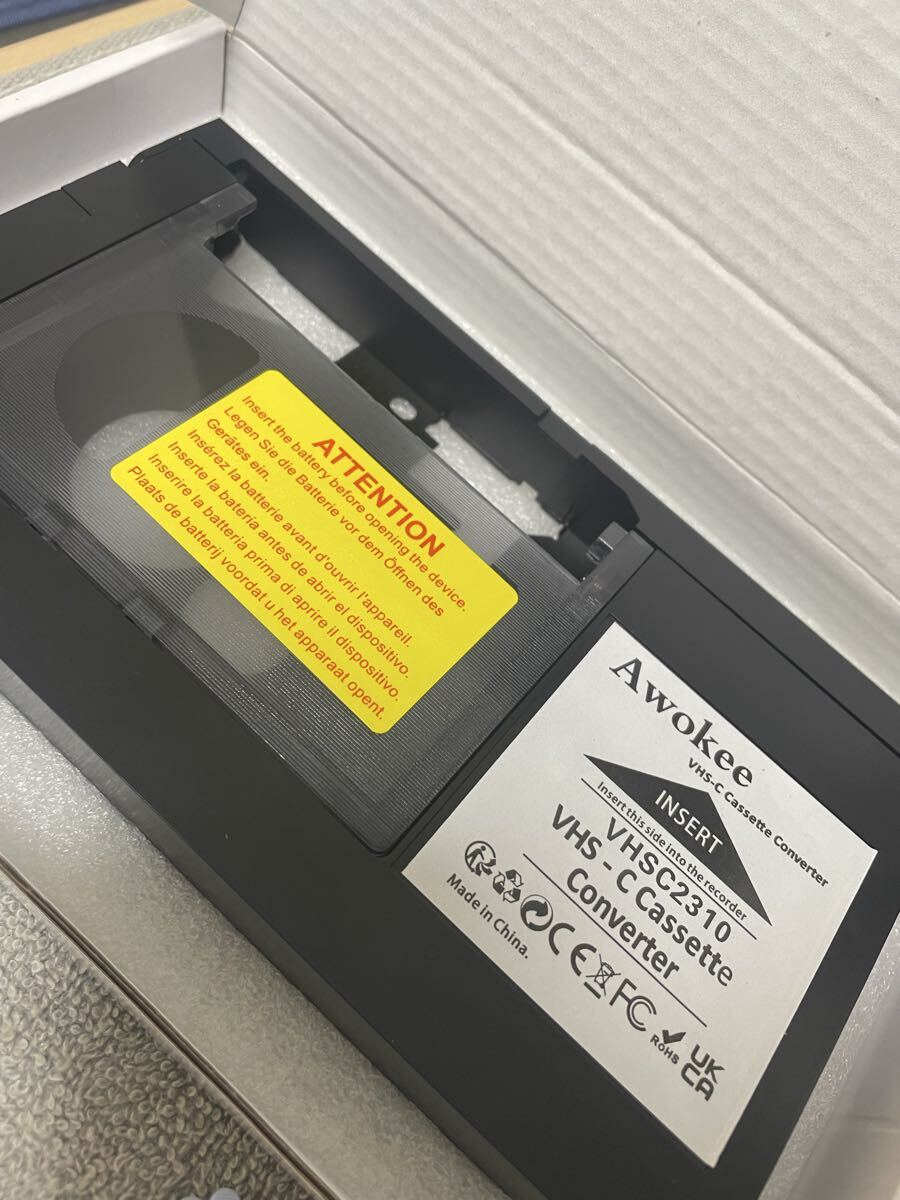 ATTENTION
Insert the battery before opening the device.
Legen Sie die Batterie vor dem Öffnen des
Gerätes ein.
Insérez la batterie avant d'ouvrir l'appareil.
Inserte la bateria antes de abrir el dispositivo.
Inserire la batteria prima di aprire il dispositivo.
Plaats de batterij voordat u het apparaat opent.
Awokee
VHS-C Cassette Converter
INSERT
Insert this side into the recorder
VHSC2310
VHS - C Cassette
Converter
CE FC RoHS UK CA
Made in China.